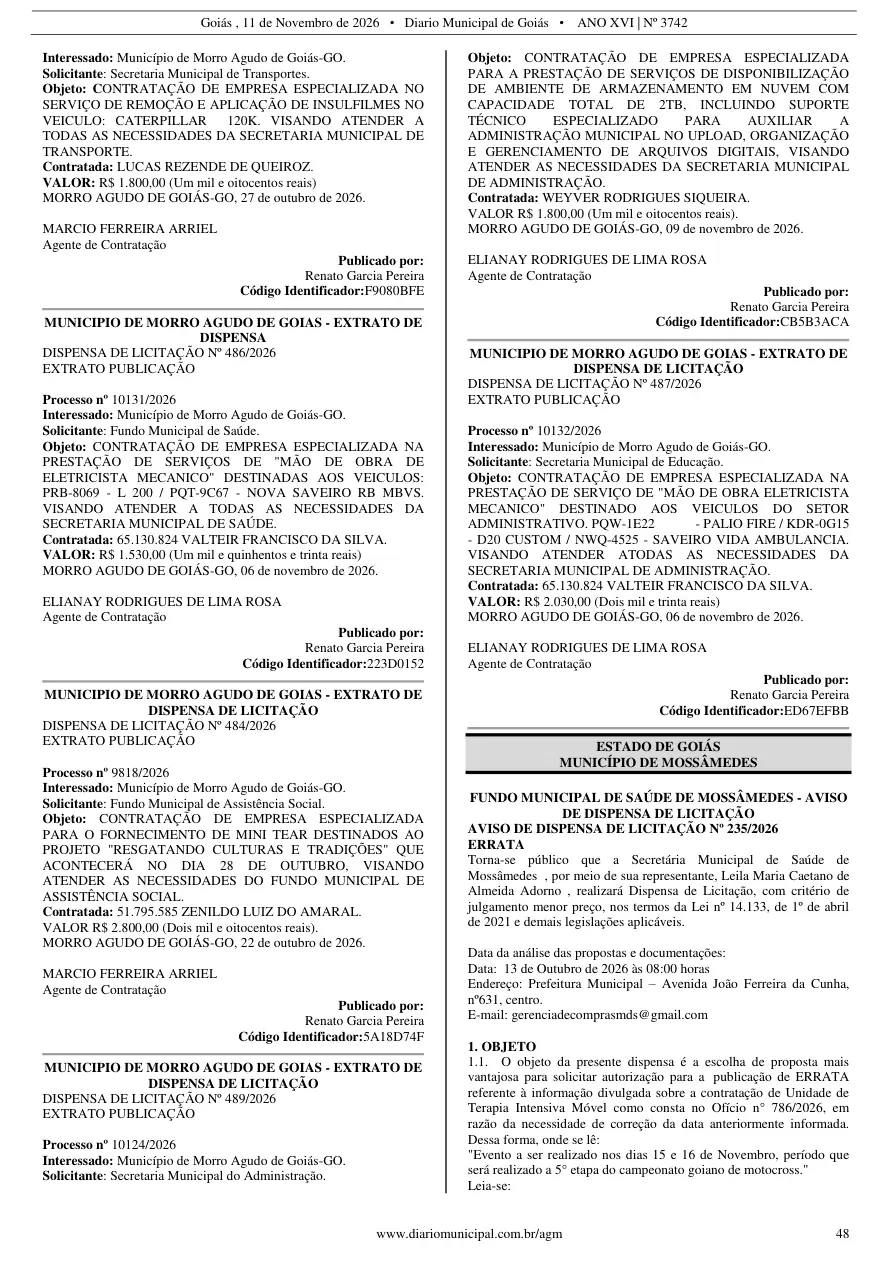 Goiás , 11 de Novembro de 2026 • Diario Municipal de Goiás • ANO XVI | Nº 3742
Interessado: Município de Morro Agudo de Goiás-GO.
Solicitante: Secretaria Municipal de Transportes.
Objeto: CONTRATAÇÃO DE EMPRESA ESPECIALIZADA NO
SERVIÇO DE REMOÇÃO E APLICAÇÃO DE INSULFILMES NO
VEICULO: CATERPILLAR 120K. VISANDO ATENDER A
TODAS AS NECESSIDADES DA SECRETARIA MUNICIPAL DE
TRANSPORTE.
Contratada: LUCAS REZENDE DE QUEIROZ.
VALOR: R$ 1.800,00 (Um mil e oitocentos reais)
MORRO AGUDO DE GOIÁS-GO, 27 de outubro de 2026.
MARCIO FERREIRA ARRIEL
Agente de Contratação
Publicado por:
Renato Garcia Pereira
Código Identificador:F9080BFE
MUNICIPIO DE MORRO AGUDO DE GOIAS - EXTRATO DE
DISPENSA
DISPENSA DE LICITAÇÃO Nº 486/2026
EXTRATO PUBLICAÇÃO
Processo nº 10131/2026
Interessado: Município de Morro Agudo de Goiás-GO.
Solicitante: Fundo Municipal de Saúde.
Objeto: CONTRATAÇÃO DE EMPRESA ESPECIALIZADA NA
PRESTAÇÃO DE SERVIÇOS DE "MÃO DE OBRA DE
ELETRICISTA MECANICO" DESTINADAS AOS VEICULOS:
PRB-8069 - L 200 / PQT-9C67 - NOVA SAVEIRO RB MBVS.
VISANDO ATENDER A TODAS AS NECESSIDADES DA
SECRETARIA MUNICIPAL DE SAÚDE.
Contratada: 65.130.824 VALTEIR FRANCISCO DA SILVA.
VALOR: R$ 1.530,00 (Um mil e quinhentos e trinta reais)
MORRO AGUDO DE GOIÁS-GO, 06 de novembro de 2026.
ELIANAY RODRIGUES DE LIMA ROSA
Agente de Contratação
Publicado por:
Renato Garcia Pereira
Código Identificador:223D0152
MUNICIPIO DE MORRO AGUDO DE GOIAS - EXTRATO DE
DISPENSA DE LICITAÇÃO
DISPENSA DE LICITAÇÃO Nº 484/2026
EXTRATO PUBLICAÇÃO
Processo nº 9818/2026
Interessado: Município de Morro Agudo de Goiás-GO.
Solicitante: Fundo Municipal de Assistência Social.
Objeto: CONTRATAÇÃO DE EMPRESA ESPECIALIZADA
PARA O FORNECIMENTO DE MINI TEAR DESTINADOS AO
PROJETO "RESGATANDO CULTURAS E TRADIÇÕES" QUE
ACONTECERÁ NO DIA 28 DE OUTUBRO, VISANDO
ATENDER AS NECESSIDADES DO FUNDO MUNICIPAL DE
ASSISTÊNCIA SOCIAL.
Contratada: 51.795.585 ZENILDO LUIZ DO AMARAL.
VALOR R$ 2.800,00 (Dois mil e oitocentos reais).
MORRO AGUDO DE GOIÁS-GO, 22 de outubro de 2026.
MARCIO FERREIRA ARRIEL
Agente de Contratação
Publicado por:
Renato Garcia Pereira
Código Identificador:5A18D74F
MUNICIPIO DE MORRO AGUDO DE GOIAS - EXTRATO DE
DISPENSA DE LICITAÇÃO
DISPENSA DE LICITAÇÃO Nº 489/2026
EXTRATO PUBLICAÇÃO
Processo nº 10124/2026
Interessado: Município de Morro Agudo de Goiás-GO.
Solicitante: Secretaria Municipal do Administração.
Objeto: CONTRATAÇÃO DE EMPRESA ESPECIALIZADA
PARA A PRESTAÇÃO DE SERVIÇOS DE DISPONIBILIZAÇÃO
DE AMBIENTE DE ARMAZENAMENTO EM NUVEM COM
CAPACIDADE TOTAL DE 2TB, INCLUINDO SUPORTE
TÉCNICO ESPECIALIZADO PARA AUXILIAR A
ADMINISTRAÇÃO MUNICIPAL NO UPLOAD, ORGANIZAÇÃO
E GERENCIAMENTO DE ARQUIVOS DIGITAIS, VISANDO
ATENDER AS NECESSIDADES DA SECRETARIA MUNICIPAL
DE ADMINISTRAÇÃO.
Contratada: WEYVER RODRIGUES SIQUEIRA.
VALOR R$ 1.800,00 (Um mil e oitocentos reais).
MORRO AGUDO DE GOIÁS-GO, 09 de novembro de 2026.
ELIANAY RODRIGUES DE LIMA ROSA
Agente de Contratação
Publicado por:
Renato Garcia Pereira
Código Identificador:CB5B3ACA
MUNICIPIO DE MORRO AGUDO DE GOIAS - EXTRATO DE
DISPENSA DE LICITAÇÃO
DISPENSA DE LICITAÇÃO Nº 487/2026
EXTRATO PUBLICAÇÃO
Processo nº 10132/2026
Interessado: Município de Morro Agudo de Goiás-GO.
Solicitante: Secretaria Municipal de Educação.
Objeto: CONTRATAÇÃO DE EMPRESA ESPECIALIZADA NA
PRESTAÇÃO DE SERVIÇO DE "MÃO DE OBRA ELETRICISTA
MECANICO" DESTINADO AOS VEICULOS DO SETOR
ADMINISTRATIVO. PQW-1E22 - PALIO FIRE / KDR-0G15
- D20 CUSTOM / NWQ-4525 - SAVEIRO VIDA AMBULANCIA.
VISANDO ATENDER ATODAS AS NECESSIDADES DA
SECRETARIA MUNICIPAL DE ADMINISTRAÇÃO.
Contratada: 65.130.824 VALTEIR FRANCISCO DA SILVA.
VALOR: R$ 2.030,00 (Dois mil e trinta reais)
MORRO AGUDO DE GOIÁS-GO, 06 de novembro de 2026.
ELIANAY RODRIGUES DE LIMA ROSA
Agente de Contratação
Publicado por:
Renato Garcia Pereira
Código Identificador:ED67EFBB
ESTADO DE GOIÁS
MUNICÍPIO DE MOSSÂMEDES
FUNDO MUNICIPAL DE SAÚDE DE MOSSÂMEDES - AVISO
DE DISPENSA DE LICITAÇÃO
AVISO DE DISPENSA DE LICITAÇÃO Nº 235/2026
ERRATA
Torna-se público que a Secretária Municipal de Saúde de
Mossâmedes , por meio de sua representante, Leila Maria Caetano de
Almeida Adorno , realizará Dispensa de Licitação, com critério de
julgamento menor preço, nos termos da Lei nº 14.133, de 1º de abril
de 2021 e demais legislações aplicáveis.
Data da análise das propostas e documentações:
Data: 13 de Outubro de 2026 às 08:00 horas
Endereço: Prefeitura Municipal – Avenida João Ferreira da Cunha,
nº631, centro.
E-mail: gerenciadecomprasmds@gmail.com
1. OBJETO
1.1. O objeto da presente dispensa é a escolha de proposta mais
vantajosa para solicitar autorização para a publicação de ERRATA
referente à informação divulgada sobre a contratação de Unidade de
Terapia Intensiva Móvel como consta no Ofício n° 786/2026, em
razão da necessidade de correção da data anteriormente informada.
Dessa forma, onde se lê:
"Evento a ser realizado nos dias 15 e 16 de Novembro, período que
será realizado a 5° etapa do campeonato goiano de motocross."
Leia-se:
www.diariomunicipal.com.br/agm
48